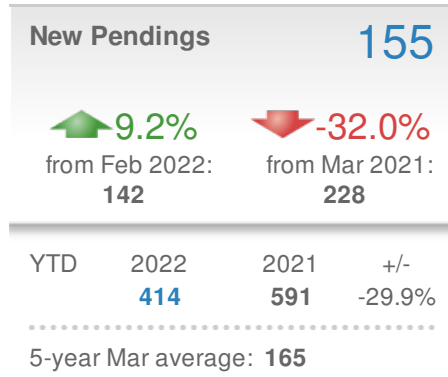 New Pendings 155
9.2% -32.0%
from Feb 2022: from Mar 2021:
142 228
YTD 2022 2021 +/-
414 591 -29.9%
5-year Mar average: 165